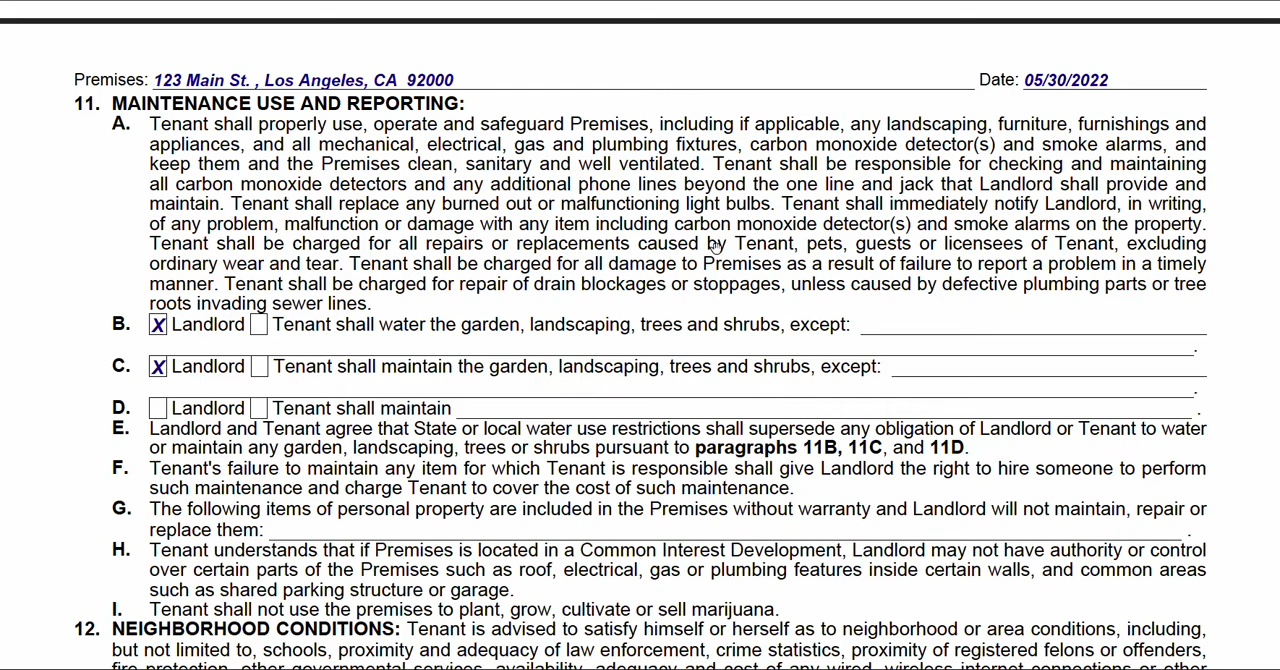 Premises: 123 Main St. , Los Angeles, CA 92000 Date: 05/30/2022
11. MAINTENANCE USE AND REPORTING:
A. Tenant shall properly use, operate and safeguard Premises, including if applicable, any landscaping, furniture, furnishings and
appliances, and all mechanical, electrical, gas and plumbing fixtures, carbon monoxide detector(s) and smoke alarms, and
keep them and the Premises clean, sanitary and well ventilated. Tenant shall be responsible for checking and maintaining
all carbon monoxide detectors and any additional phone lines beyond the one line and jack that Landlord shall provide and
maintain. Tenant shall replace any burned out or malfunctioning light bulbs. Tenant shall immediately notify Landlord, in writing,
of any problem, malfunction or damage with any item including carbon monoxide detector(s) and smoke alarms on the property.
Tenant shall be charged for all repairs or replacements caused by Tenant, pets, guests or licensees of Tenant, excluding
ordinary wear and tear. Tenant shall be charged for all damage to Premises as a result of failure to report a problem in a timely
manner. Tenant shall be charged for repair of drain blockages or stoppages, unless caused by defective plumbing parts or tree
roots invading sewer lines.
B. X Landlord Tenant shall water the garden, landscaping, trees and shrubs, except:
.
C. X Landlord Tenant shall maintain the garden, landscaping, trees and shrubs, except:
.
D. Landlord Tenant shall maintain .
E. Landlord and Tenant agree that State or local water use restrictions shall supersede any obligation of Landlord or Tenant to water
or maintain any garden, landscaping, trees or shrubs pursuant to paragraphs 11B, 11C, and 11D.
F. Tenant's failure to maintain any item for which Tenant is responsible shall give Landlord the right to hire someone to perform
such maintenance and charge Tenant to cover the cost of such maintenance.
G. The following items of personal property are included in the Premises without warranty and Landlord will not maintain, repair or
replace them: .
H. Tenant understands that if Premises is located in a Common Interest Development, Landlord may not have authority or control
over certain parts of the Premises such as roof, electrical, gas or plumbing features inside certain walls, and common areas
such as shared parking structure or garage.
I. Tenant shall not use the premises to plant, grow, cultivate or sell marijuana.
12. NEIGHBORHOOD CONDITIONS: Tenant is advised to satisfy himself or herself as to neighborhood or area conditions, including,
but not limited to, schools, proximity and adequacy of law enforcement, crime statistics, proximity of registered felons or offenders,
fire protection, other governmental services, availability, adequacy and cost of any wired, wireless internet connections or other